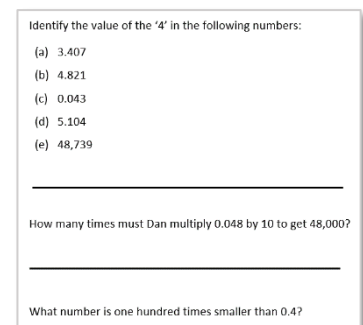 Identify the value of the ‘4’ in the following numbers:
(a) 3.407
(b) 4.821
(c) 0.043
(d) 5.104
(e) 48,739
How many times must Dan multiply 0.048 by 10 to get 48,000?
What number is one hundred times smaller than 0.4?